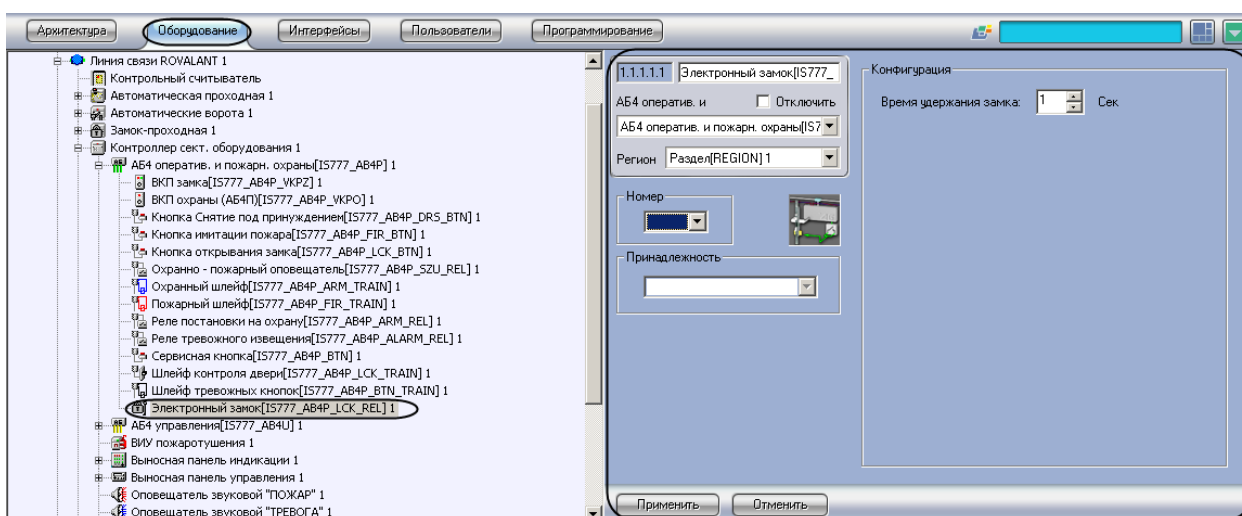 Архитектура
Оборудование
Интерфейсы
Пользователи
Программирование
Линия связи ROVALANT 1
Контрольный считыватель
Автоматическая проходная 1
Автоматические ворота 1
Замок-проходная 1
Контроллер сект. оборудования 1
АБ4 оператив. и пожарн. охраны[IS777_AB4P] 1
ВКП замка[IS777_AB4P_VKPZ] 1
ВКП охраны (АБ4П)[IS777_AB4P_VKPO] 1
Кнопка Снятие под принуждением[IS777_AB4P_DRS_BTN] 1
Кнопка имитации пожара[IS777_AB4P_FIR_BTN] 1
Кнопка открывания замка[IS777_AB4P_LCK_BTN] 1
Охранно - пожарный оповещатель[IS777_AB4P_SZU_REL] 1
Охранный шлейф[IS777_AB4P_ARM_TRAIN] 1
Пожарный шлейф[IS777_AB4P_FIR_TRAIN] 1
Реле постановки на охрану[IS777_AB4P_ARM_REL] 1
Реле тревожного извещения[IS777_AB4P_ALARM_REL] 1
Сервисная кнопка[IS777_AB4P_BTN] 1
Шлейф контроля двери[IS777_AB4P_LCK_TRAIN] 1
Шлейф тревожных кнопок[IS777_AB4P_BTN_TRAIN] 1
Электронный замок[IS777_AB4P_LCK_REL] 1
АБ4 управления[IS777_AB4U] 1
ВИУ пожаротушения 1
Выносная панель индикации 1
Выносная панель управления 1
Оповещатель звуковой "ПОЖАР" 1
Оповещатель звуковой "ТРЕВОГА" 1
1.1.1.1.1 Электронный замок[IS777_
АБ4 оператив. и Отключить
АБ4 оператив. и пожарн. охраны[IS7
Регион Раздел[REGION] 1
Номер
Принадлежность
Конфигурация
Время удержания замка: 1 Сек
Применить
Отменить